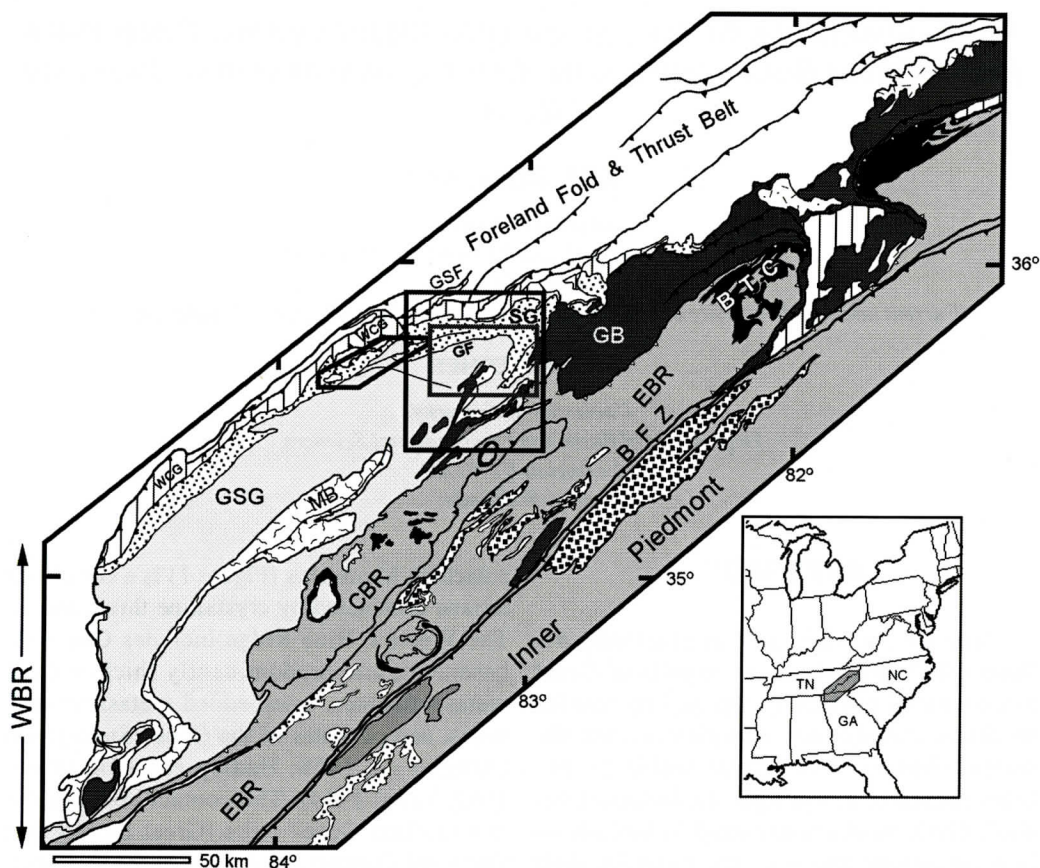 Foreland Fold & Thrust Belt
GSF
36°
WCG
SG
GF
GB
B T C
EBR
B F Z
82°
WCG
GSG
MB
Piedmont
35°
CBR
Inner
WBR
83°
EBR
TN
NC
GA
50 km
84°